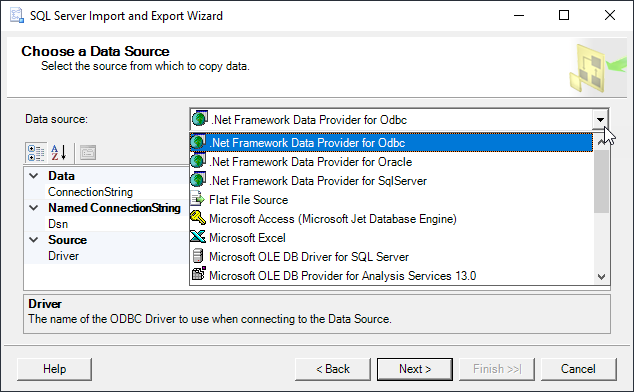 SQL Server Import and Export Wizard
Choose a Data Source
Select the source from which to copy data.
Data source:
.Net Framework Data Provider for Odbc
.Net Framework Data Provider for Odbc
.Net Framework Data Provider for Oracle
.Net Framework Data Provider for SqlServer
Flat File Source
Microsoft Access (Microsoft Jet Database Engine)
Microsoft Excel
Microsoft OLE DB Driver for SQL Server
Microsoft OLE DB Provider for Analysis Services 13.0
Data
ConnectionString
Named ConnectionString
Dsn
Source
Driver
Driver
The name of the ODBC Driver to use when connecting to the Data Source.
Help
< Back
Next >
Finish >>|
Cancel